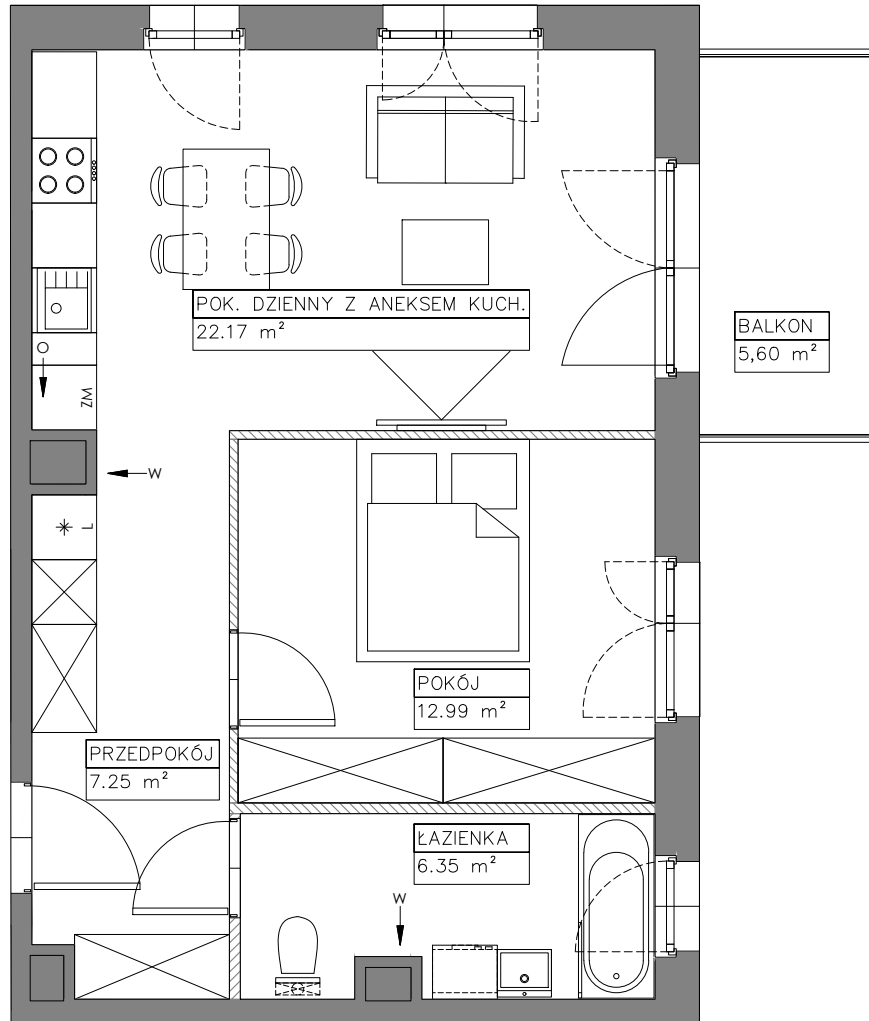 POK. DZIENNY Z ANEKSEM KUCH.
22.17 m²
BALKON
5,60 m²
ZM
W
L
POKÓJ
12.99 m²
PRZEDPOKÓJ
7.25 m²
ŁAZIENKA
6.35 m²
W